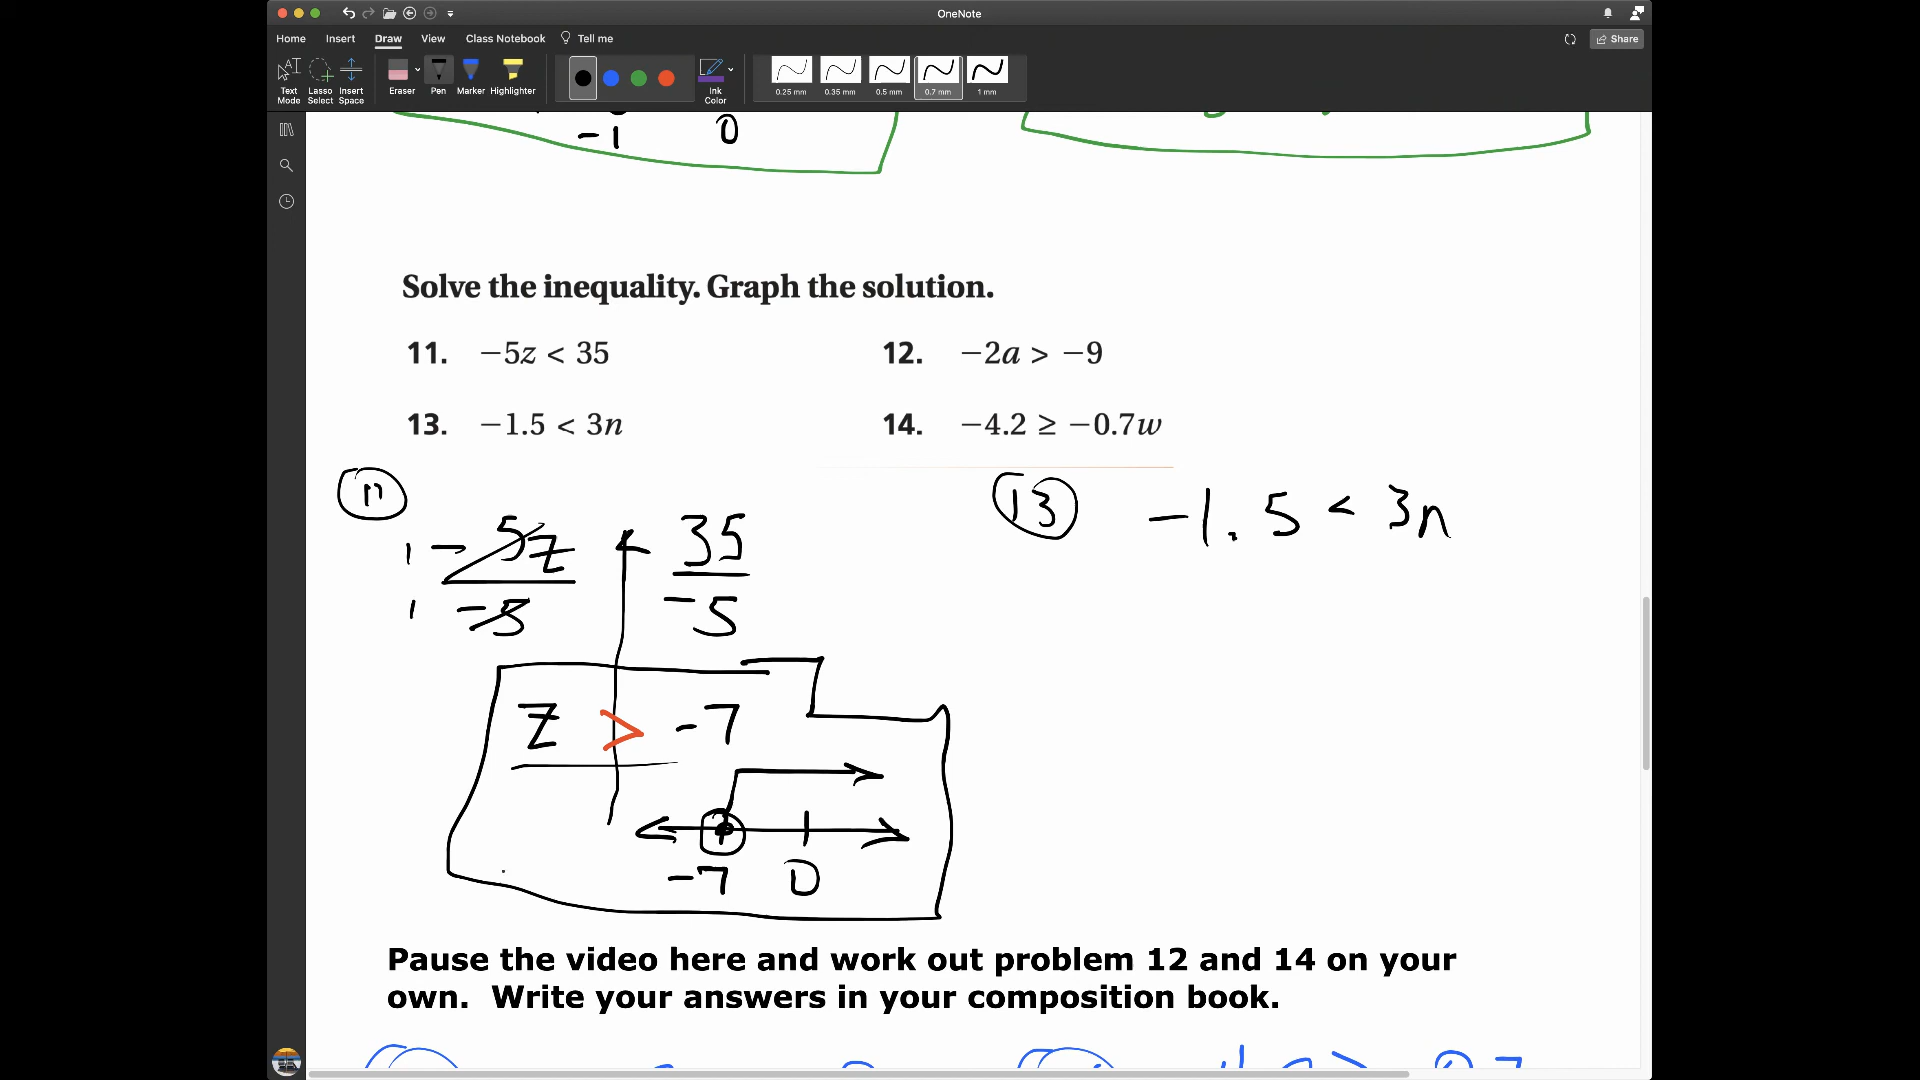 OneNote
Home Insert Draw View Class Notebook Tell me Share
Text Mode Lasso Select Insert Space Eraser Pen Marker Highlighter Ink Color 0.25 mm 0.35 mm 0.5 mm 0.7 mm 1 mm
-1 0
Solve the inequality. Graph the solution.
11. −5z < 35 12. −2a > −9
13. −1.5 < 3n 14. −4.2 ≥ −0.7w
11 13 -1.5 < 3n
1 -5z < 35
1 -5 -5
z > -7
-7 0
Pause the video here and work out problem 12 and 14 on your
own. Write your answers in your composition book.